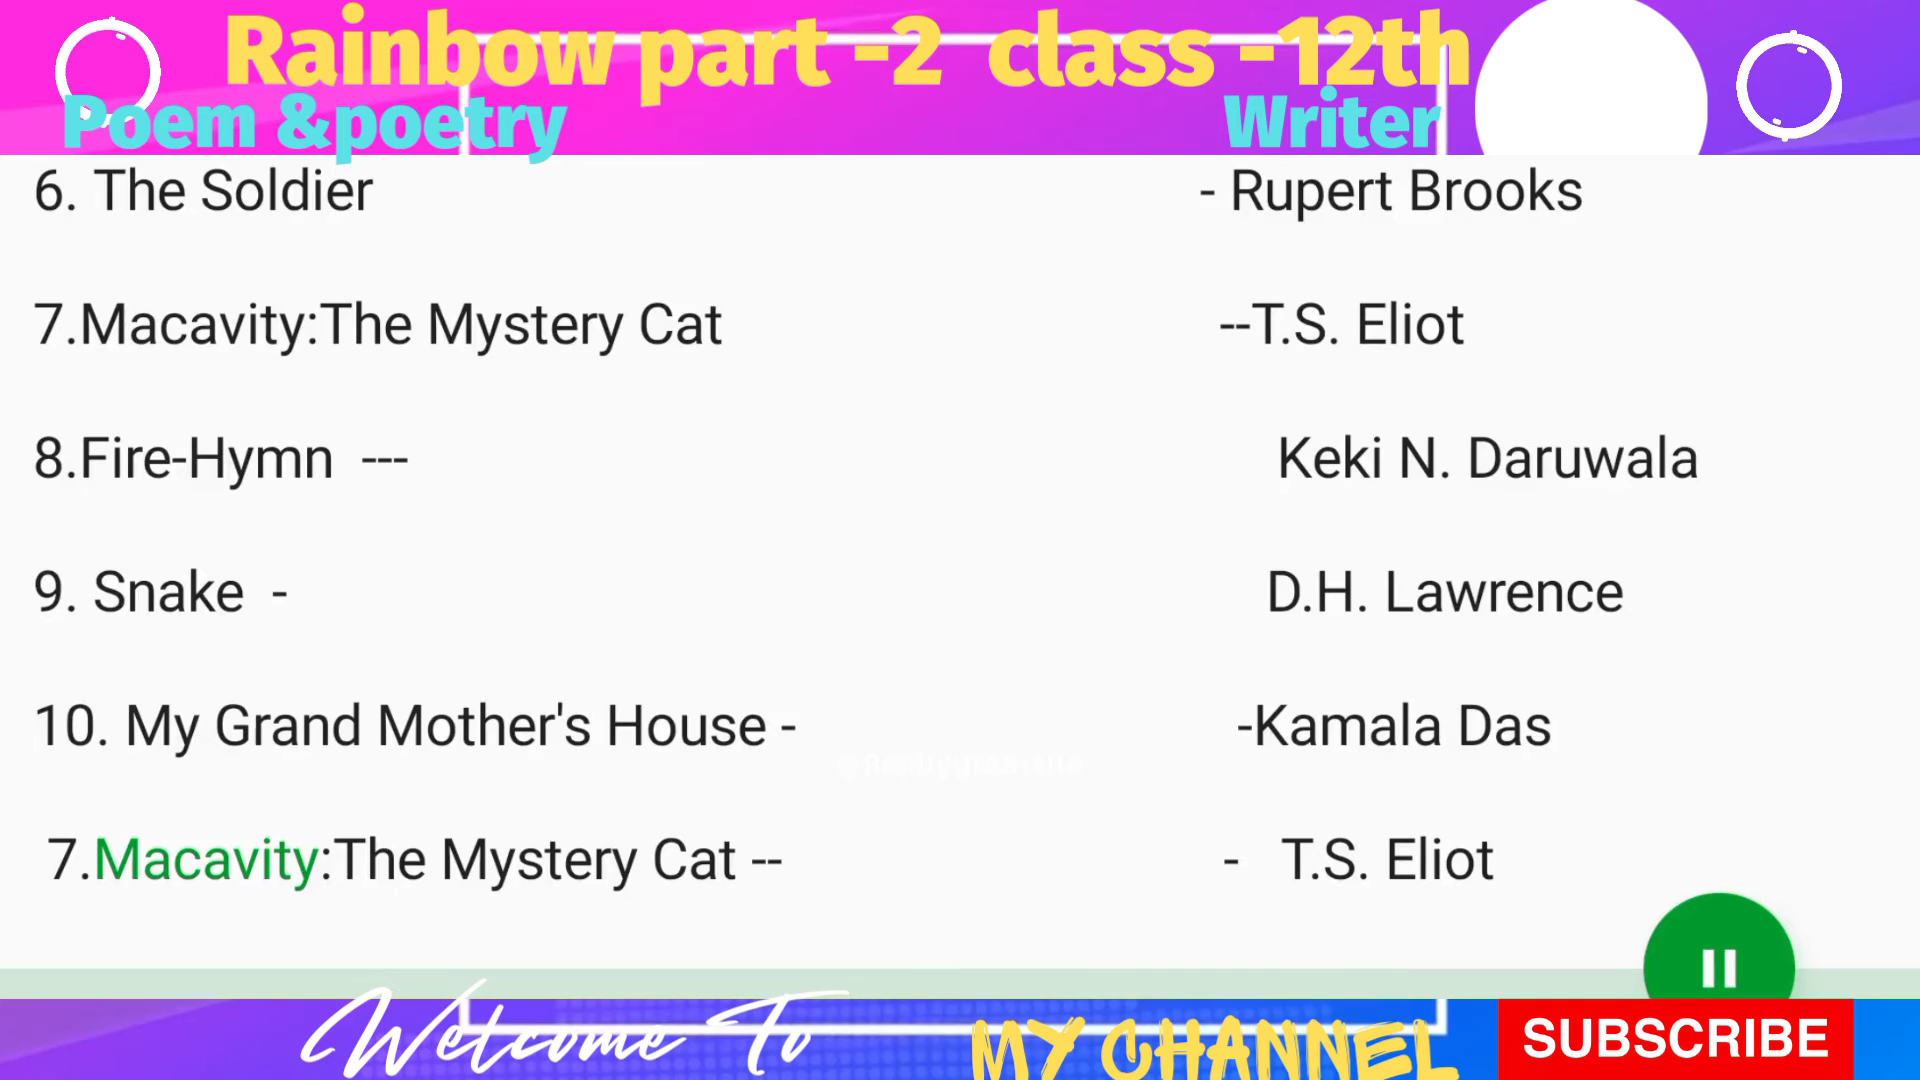 Rainbow part -2 class -12th
Poem &poetry Writer
6. The Soldier - Rupert Brooks
7.Macavity:The Mystery Cat --T.S. Eliot
8.Fire-Hymn --- Keki N. Daruwala
9. Snake - D.H. Lawrence
10. My Grand Mother's House - -Kamala Das
7.Macavity:The Mystery Cat -- - T.S. Eliot
Welcome To MY CHANNEL SUBSCRIBE